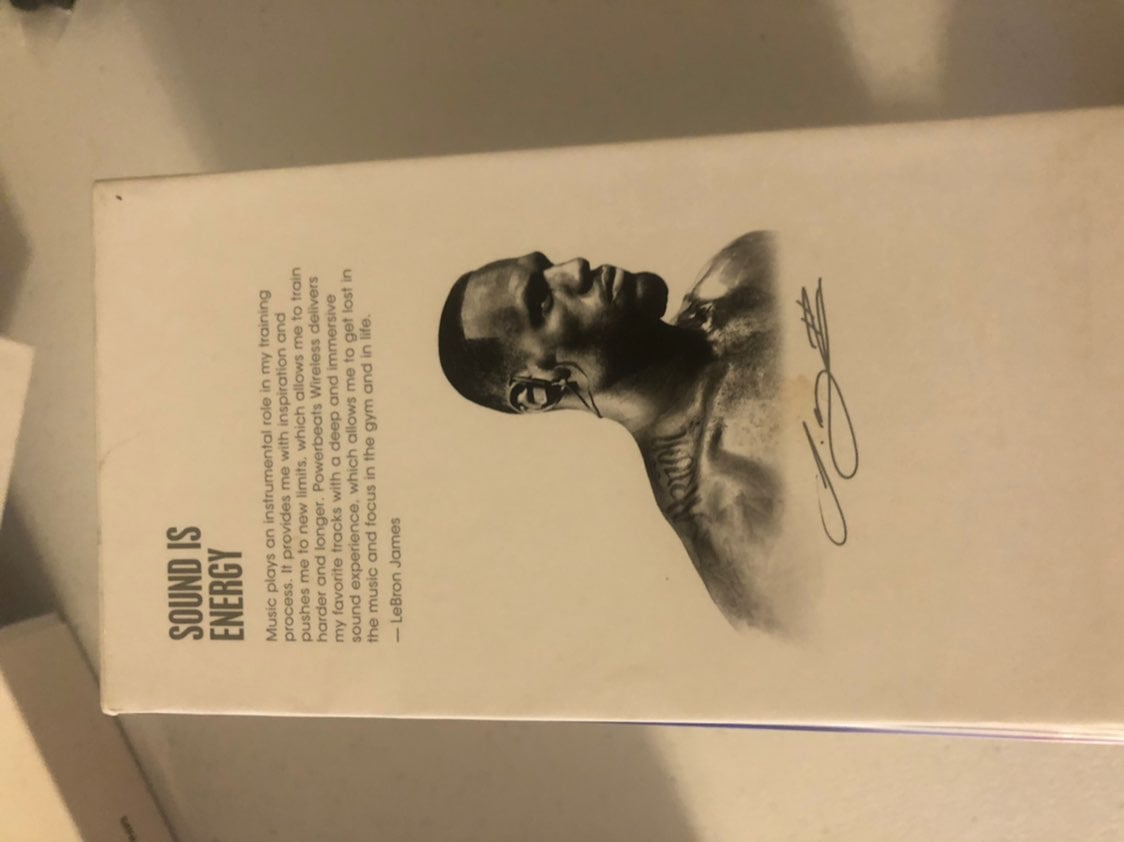 SOUND IS
ENERGY
Music plays an instrumental role in my training
process. It provides me with inspiration and
pushes me to new limits, which allows me to train
harder and longer. Powerbeats Wireless delivers
my favorite tracks with a deep and immersive
sound experience, which allows me to get lost in
the music and focus in the gym and in life.
— LeBron James